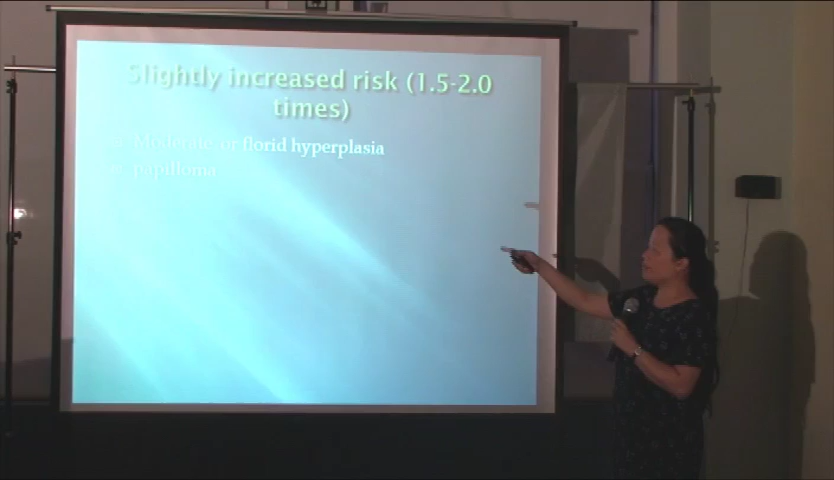 Slightly increased risk (1.5-2.0
times)
Moderate or florid hyperplasia
papilloma